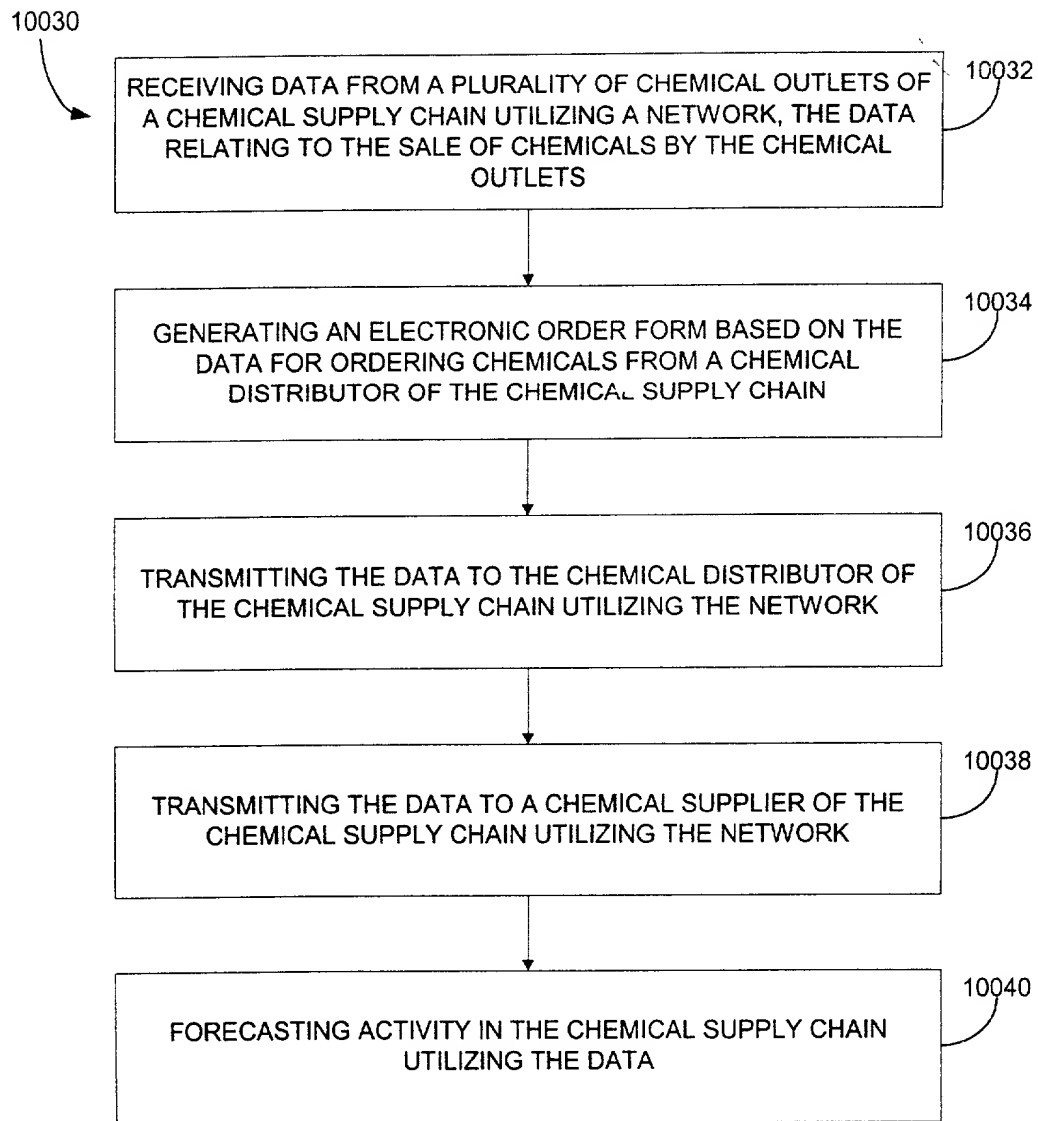 10030
RECEIVING DATA FROM A PLURALITY OF CHEMICAL OUTLETS OF
A CHEMICAL SUPPLY CHAIN UTILIZING A NETWORK, THE DATA
RELATING TO THE SALE OF CHEMICALS BY THE CHEMICAL
OUTLETS
10032
GENERATING AN ELECTRONIC ORDER FORM BASED ON THE
DATA FOR ORDERING CHEMICALS FROM A CHEMICAL
DISTRIBUTOR OF THE CHEMICAL SUPPLY CHAIN
10034
TRANSMITTING THE DATA TO THE CHEMICAL DISTRIBUTOR OF
THE CHEMICAL SUPPLY CHAIN UTILIZING THE NETWORK
10036
TRANSMITTING THE DATA TO A CHEMICAL SUPPLIER OF THE
CHEMICAL SUPPLY CHAIN UTILIZING THE NETWORK
10038
FORECASTING ACTIVITY IN THE CHEMICAL SUPPLY CHAIN
UTILIZING THE DATA
10040